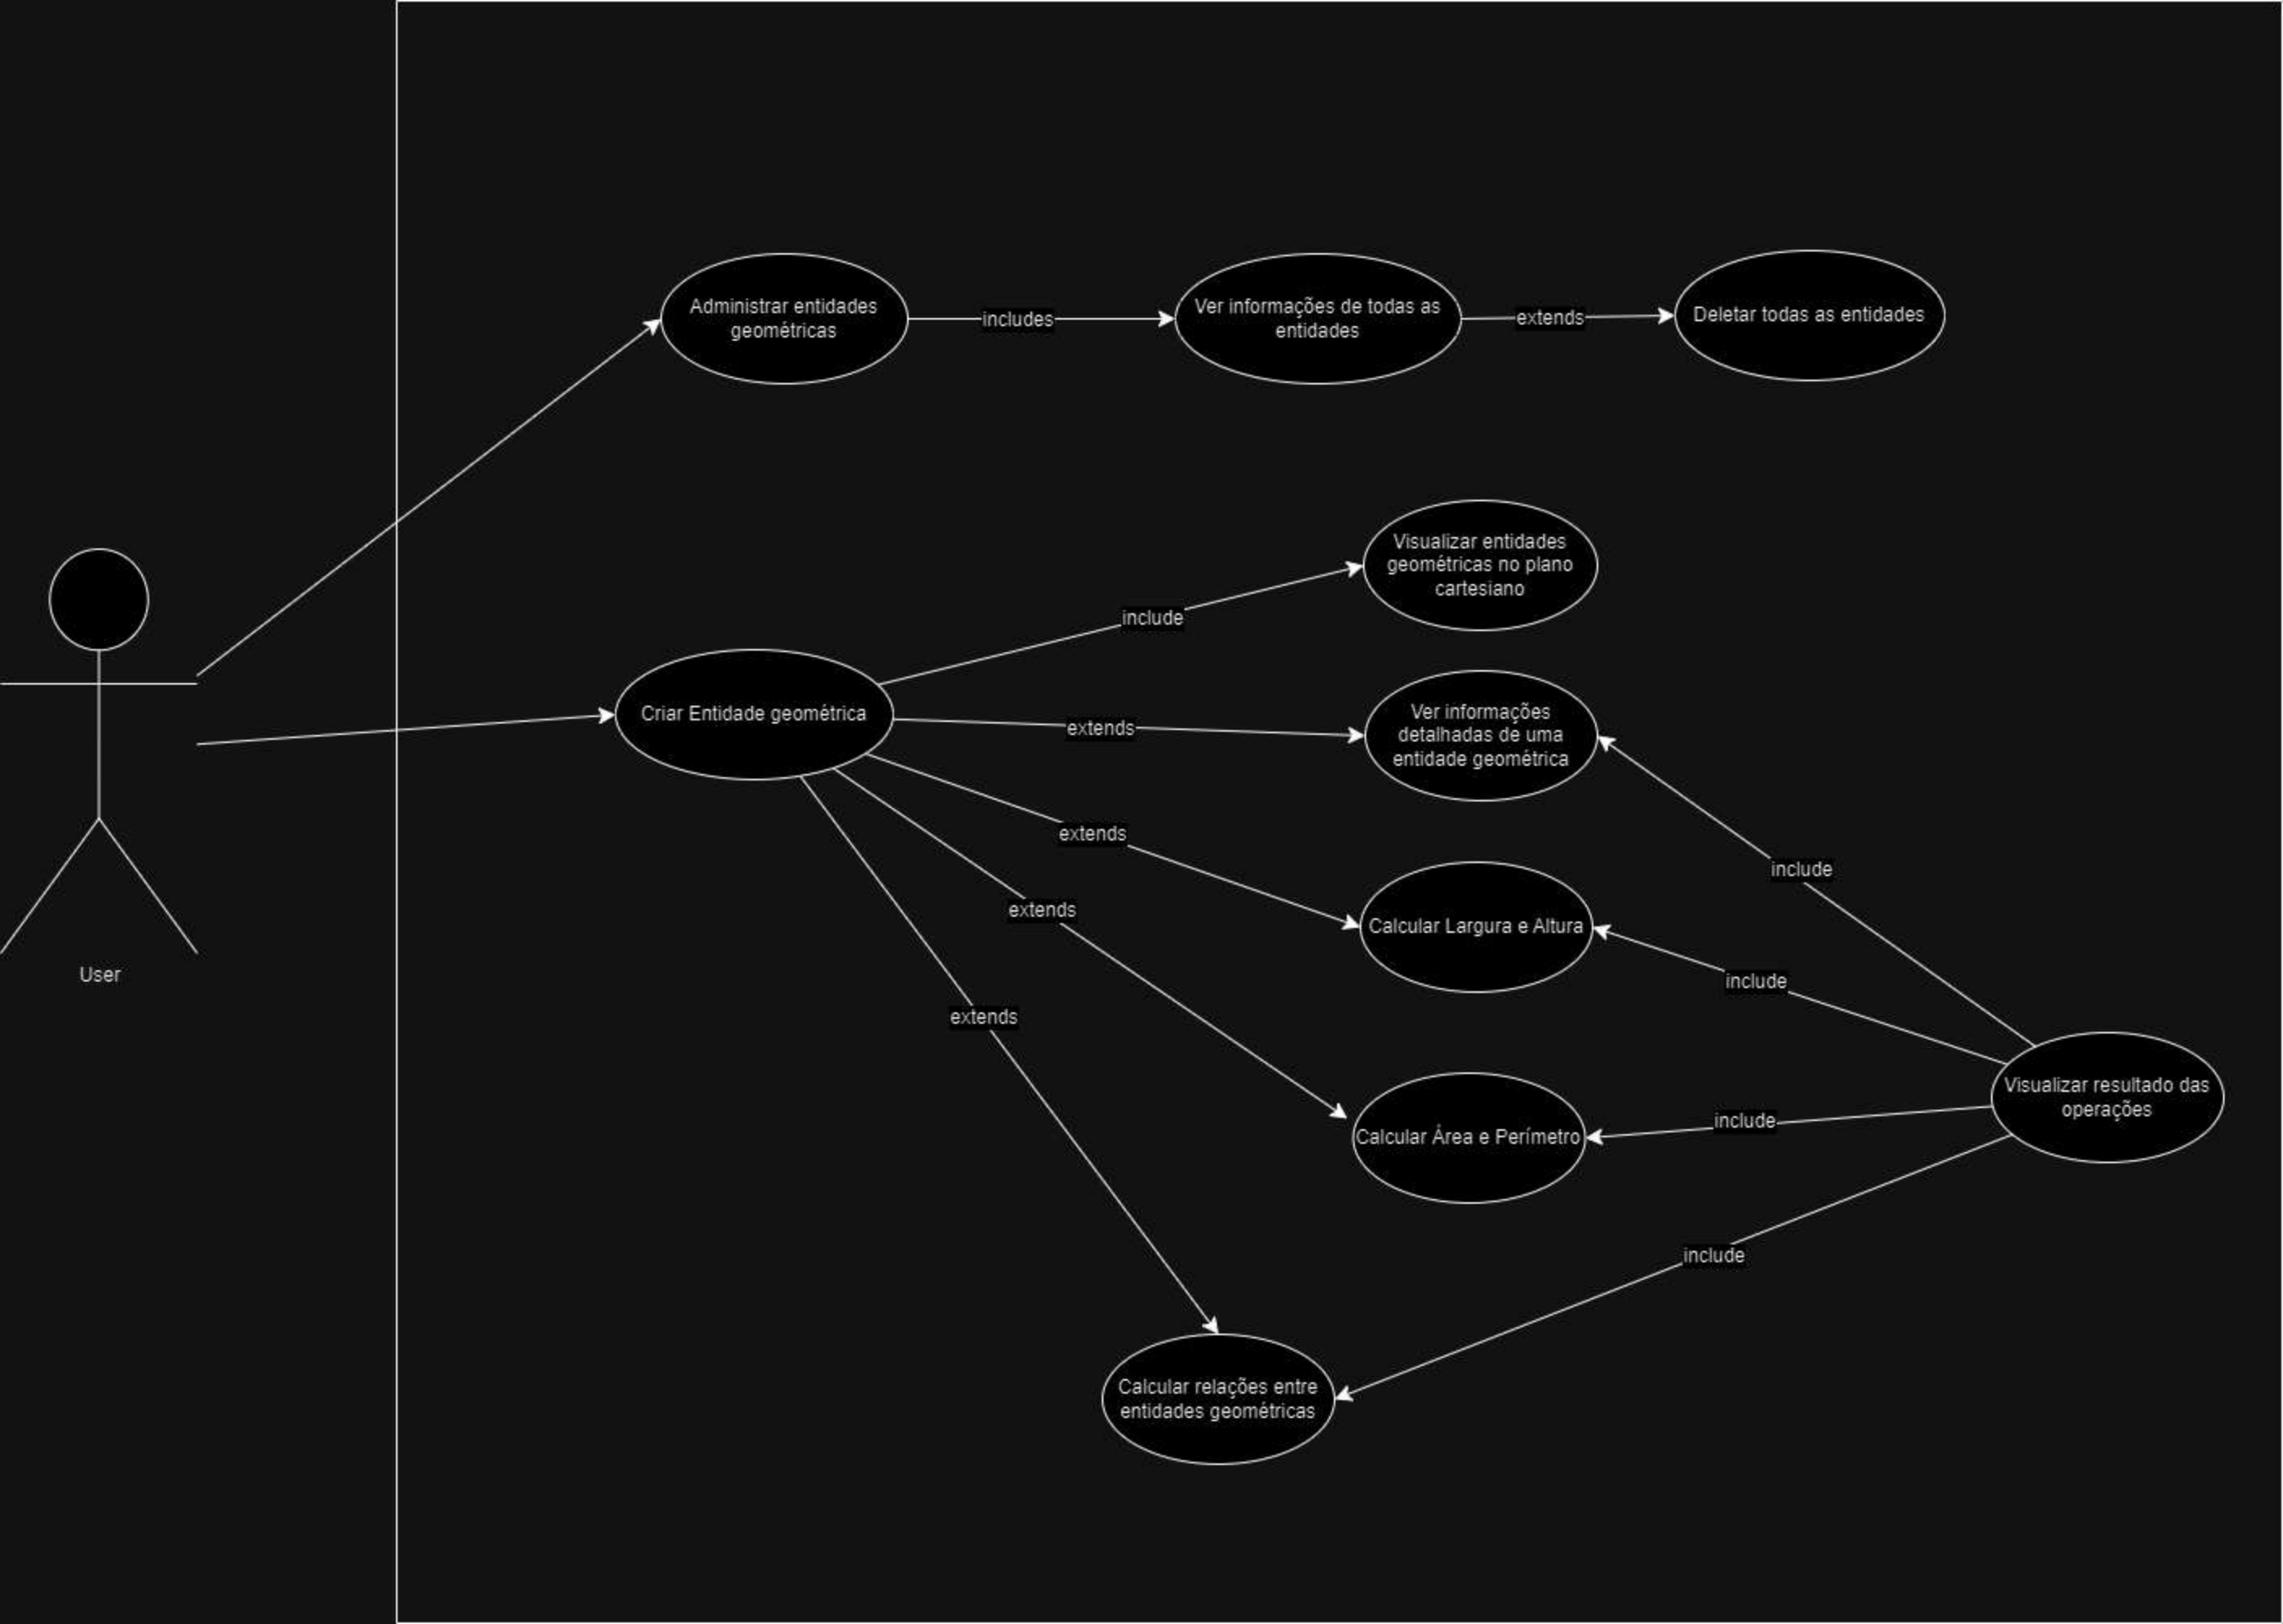 Administrar entidades
geométricas
includes
Ver informações de todas as
entidades
extends
Deletar todas as entidades
Visualizar entidades
geométricas no plano
cartesiano
include
Criar Entidade geométrica
extends
Ver informações
detalhadas de uma
entidade geométrica
extends
include
extends
Calcular Largura e Altura
include
User
extends
Visualizar resultado das
operações
include
Calcular Área e Perímetro
include
Calcular relações entre
entidades geométricas